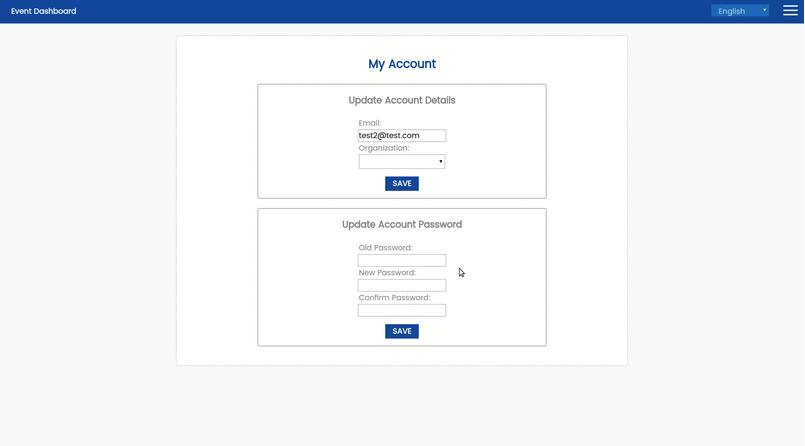 Event Dashboard
English
My Account
Update Account Details
Email:
test2@test.com
Organization:
SAVE
Update Account Password
Old Password:
New Password:
Confirm Password:
SAVE